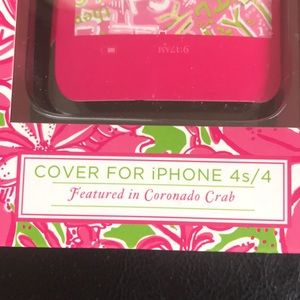 COVER FOR iPHONE 4s/4
Featured in Coronado Crab